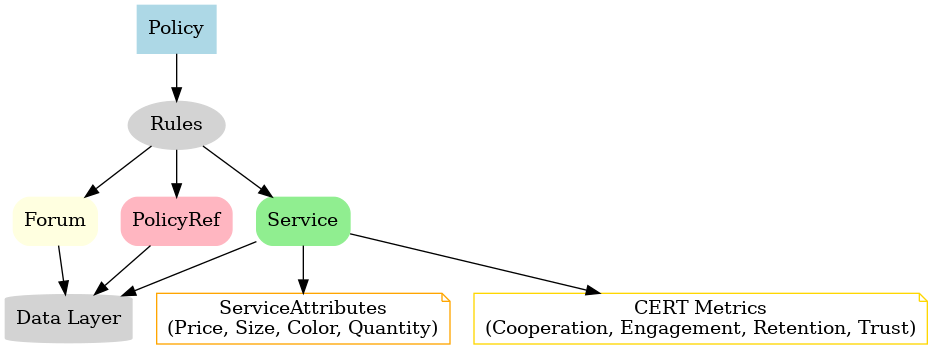 Policy
Rules
Forum
PolicyRef
Service
Data Layer
ServiceAttributes
(Price, Size, Color, Quantity)
CERT Metrics
(Cooperation, Engagement, Retention, Trust)